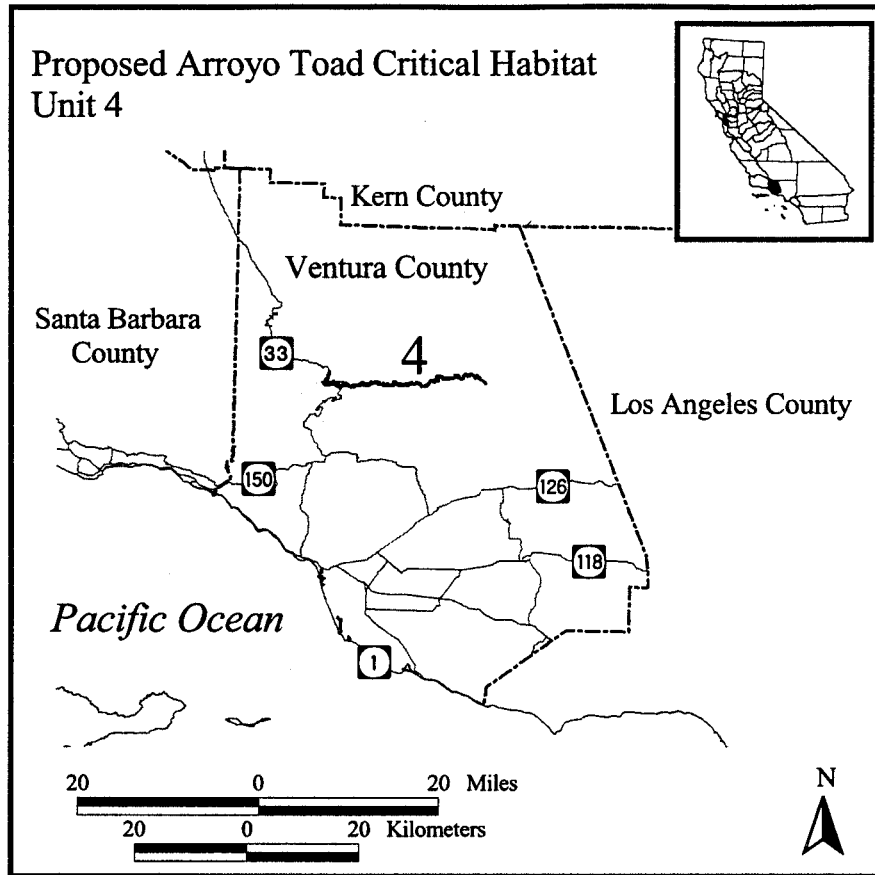 Proposed Arroyo Toad Critical Habitat
Unit 4
Kern County
Ventura County
Santa Barbara
County
33
4
Los Angeles County
150
126
118
Pacific Ocean
1
20 0 20 Miles
20 0 20 Kilometers
N